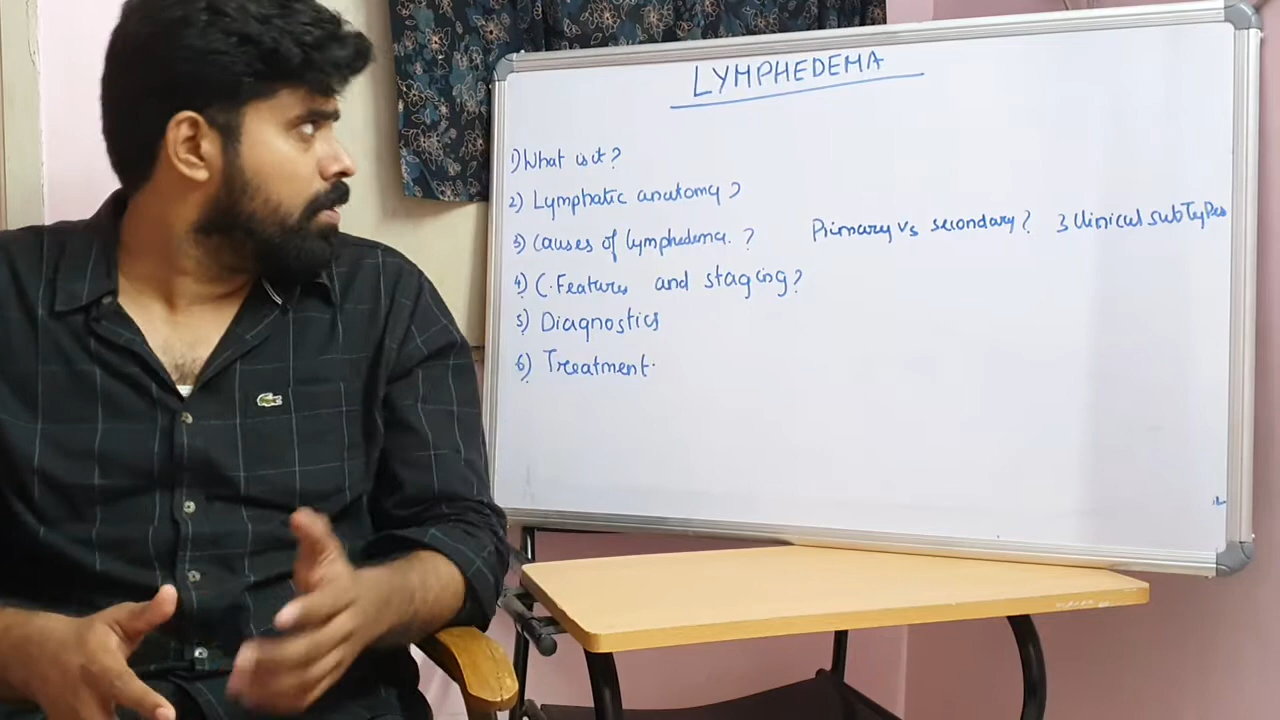 LYMPHEDEMA
1) What is it?
2) Lymphatic anatomy?
3) Causes of lymphedema. ? Primary vs secondary? 3 clinical subTypes
4) C.Features and staging?
5) Diagnostics
6) Treatment.